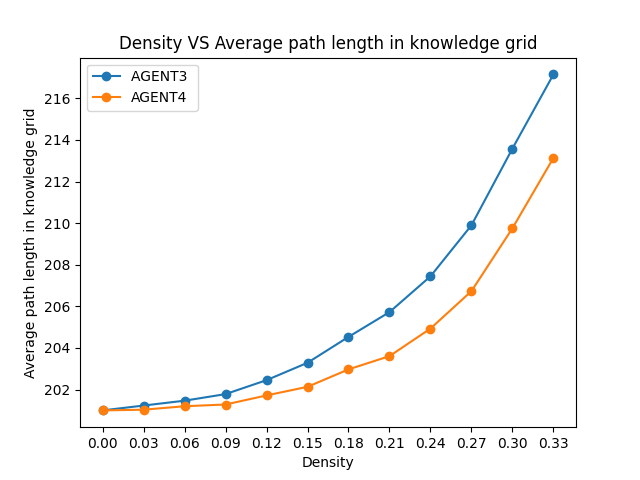 Density VS Average path length in knowledge grid
AGENT3
AGENT4
Average path length in knowledge grid
216
214
212
210
208
206
204
202
0.00 0.03 0.06 0.09 0.12 0.15 0.18 0.21 0.24 0.27 0.30 0.33
Density